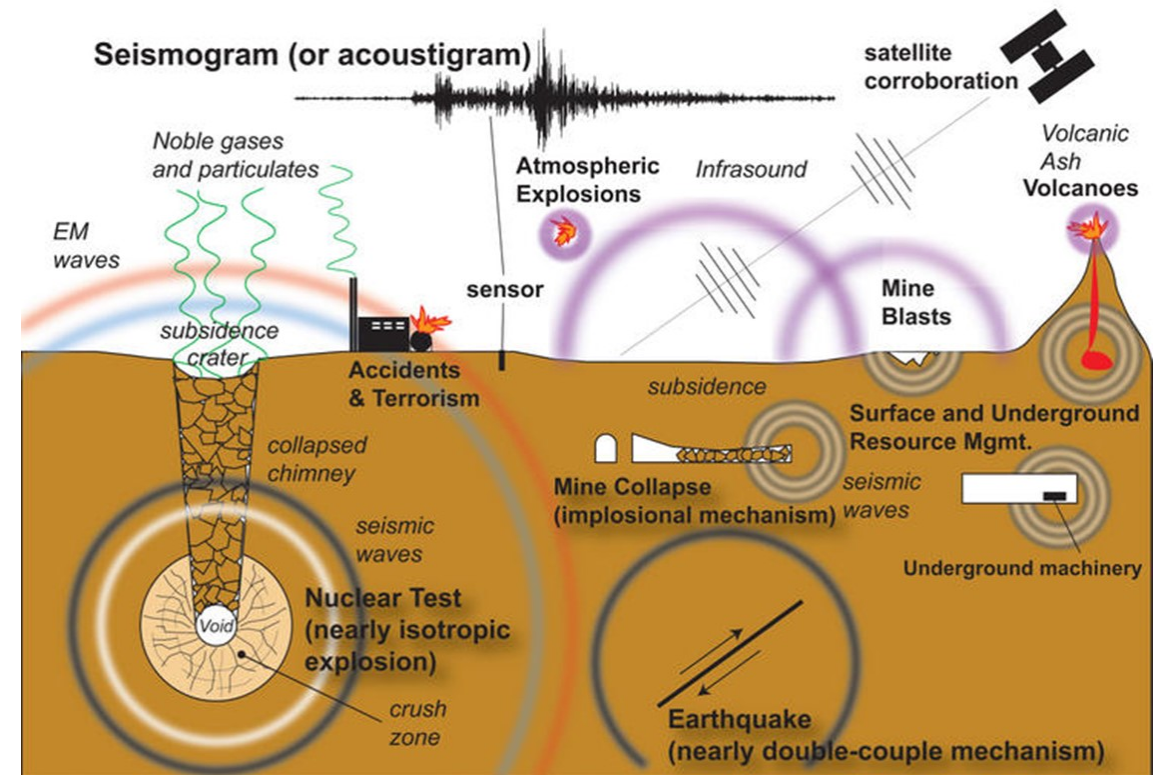 Seismogram (or acoustigram)
satellite
corroboration
Noble gases
and particulates
Atmospheric
Explosions
Infrasound
Volcanic
Ash
Volcanoes
EM
waves
sensor
Mine
Blasts
subsidence
crater
Accidents
& Terrorism
subsidence
Surface and Underground
Resource Mgmt.
collapsed
chimney
Mine Collapse
(implosional mechanism)
seismic
waves
seismic
waves
Underground machinery
Nuclear Test
(nearly isotropic
explosion)
Void
crush
zone
Earthquake
(nearly double-couple mechanism)